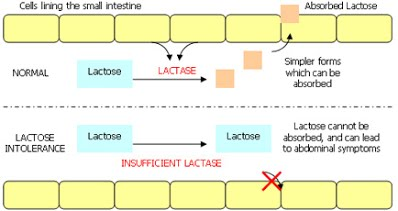 Cells lining the small intestine
Absorbed Lactose
NORMAL
Lactose
LACTASE
Simpler forms
which can be
absorbed
LACTOSE
INTOLERANCE
Lactose
Lactose
Lactose cannot be
absorbed, and can lead
to abdominal symptoms
INSUFFICIENT LACTASE